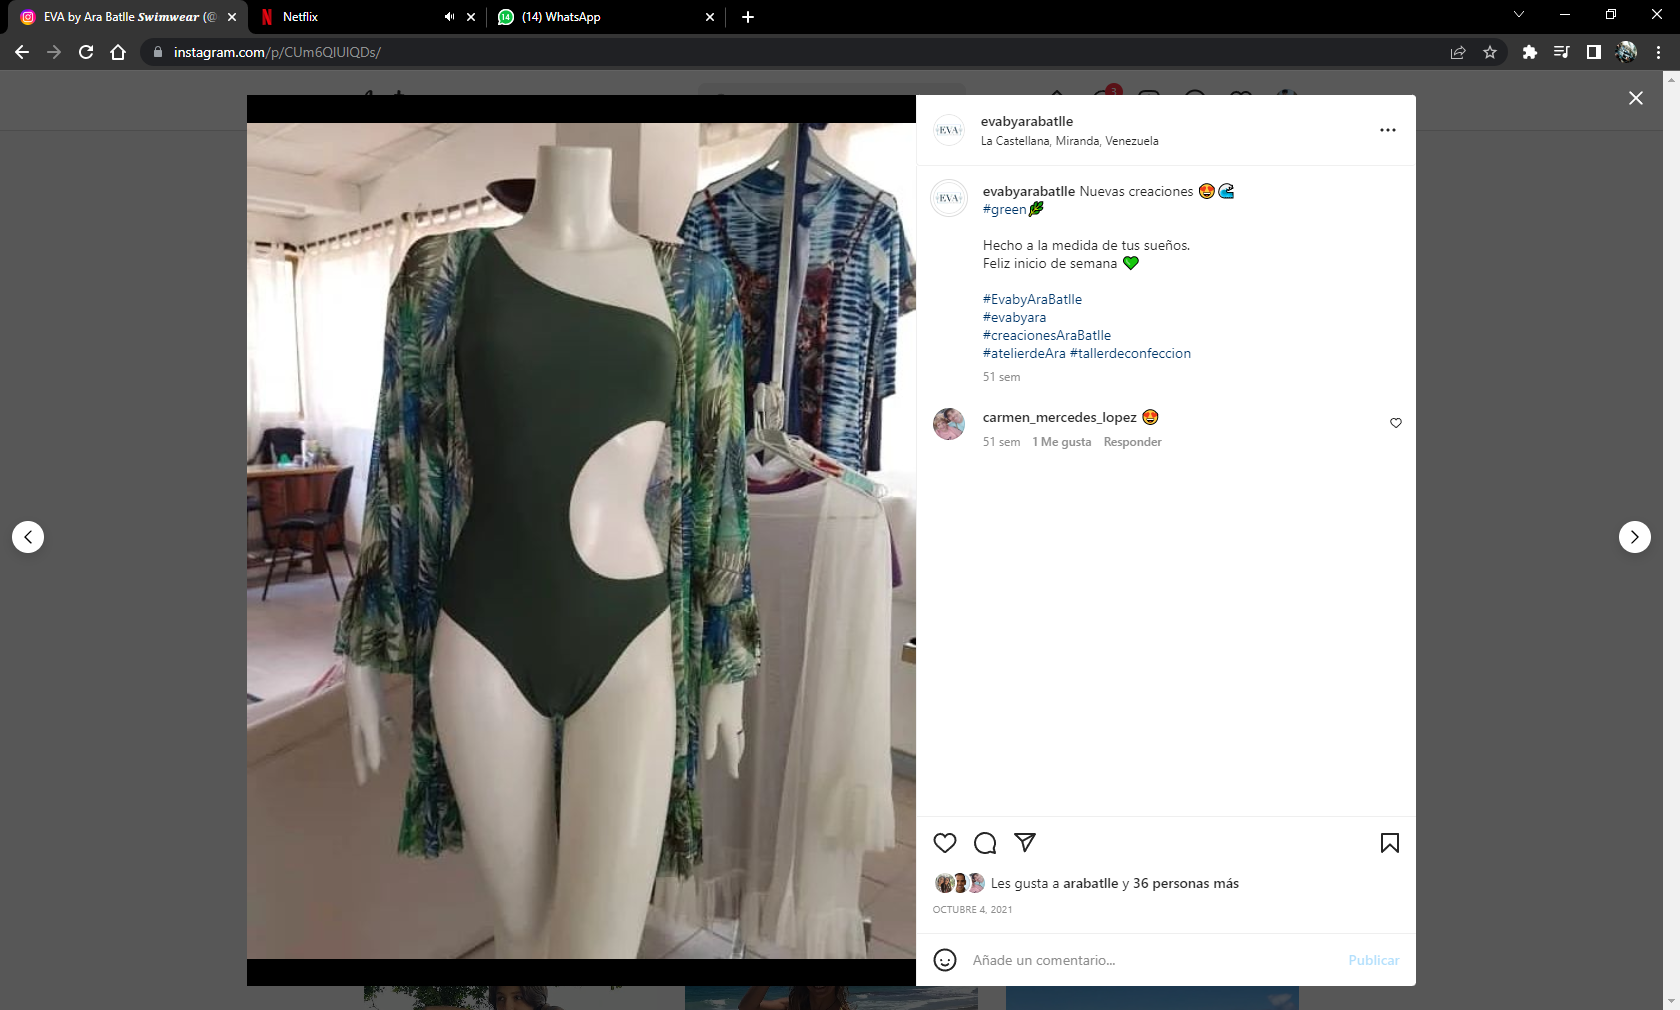 EVA by Ara Batlle Swimwear (@
Netflix
(14) WhatsApp
instagram.com/p/CUm6QlUIQDs/
3
EVA
evabyarabatlle
La Castellana, Miranda, Venezuela
EVA
evabyarabatlle Nuevas creaciones 😍🌊
#green🌿
Hecho a la medida de tus sueños.
Feliz inicio de semana 💚
#EvabyAraBatlle
#evabyara
#creacionesAraBatlle
#atelierdeAra #tallerdeconfeccion
51 sem
carmen_mercedes_lopez 😍
51 sem 1 Me gusta Responder
Les gusta a arabatlle y 36 personas más
OCTUBRE 4, 2021
Añade un comentario...
Publicar